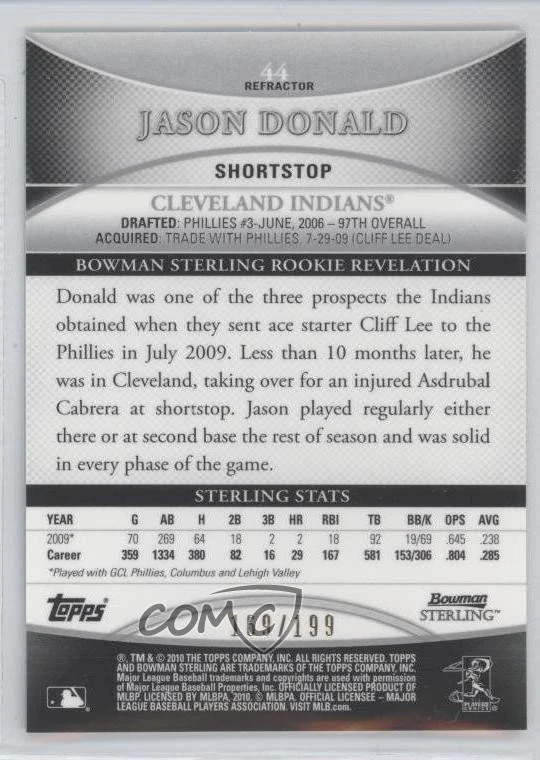 44
REFRACTOR
JASON DONALD
SHORTSTOP
CLEVELAND INDIANS®
DRAFTED: PHILLIES #3-JUNE, 2006 – 97TH OVERALL
ACQUIRED: TRADE WITH PHILLIES, 7-29-09 (CLIFF LEE DEAL)
BOWMAN STERLING ROOKIE REVELATION
Donald was one of the three prospects the Indians
obtained when they sent ace starter Cliff Lee to the
Phillies in July 2009. Less than 10 months later, he
was in Cleveland, taking over for an injured Asdrubal
Cabrera at shortstop. Jason played regularly either
there or at second base the rest of season and was solid
in every phase of the game.
STERLING STATS
YEAR G AB H 2B 3B HR RBI TB BB/K OPS AVG
2009* 70 269 64 18 2 2 18 92 19/69 .645 .238
Career 359 1334 380 82 16 29 167 581 153/306 .804 .285
*Played with GCL Phillies, Columbus and Lehigh Valley
Topps® COMC /199 Bowman
STERLING™
®, TM & © 2010 THE TOPPS COMPANY, INC. ALL RIGHTS RESERVED. TOPPS
AND BOWMAN STERLING ARE TRADEMARKS OF THE TOPPS COMPANY, INC.
Major League Baseball trademarks and copyrights are used with permission
of Major League Baseball Properties, Inc. OFFICIALLY LICENSED PRODUCT OF
MLBP. LICENSED BY MLBPA, 2010. © MLBPA. OFFICIAL LICENSEE – MAJOR
LEAGUE BASEBALL PLAYERS ASSOCIATION. VISIT MLB.com.
PLAYERS
CHOICE